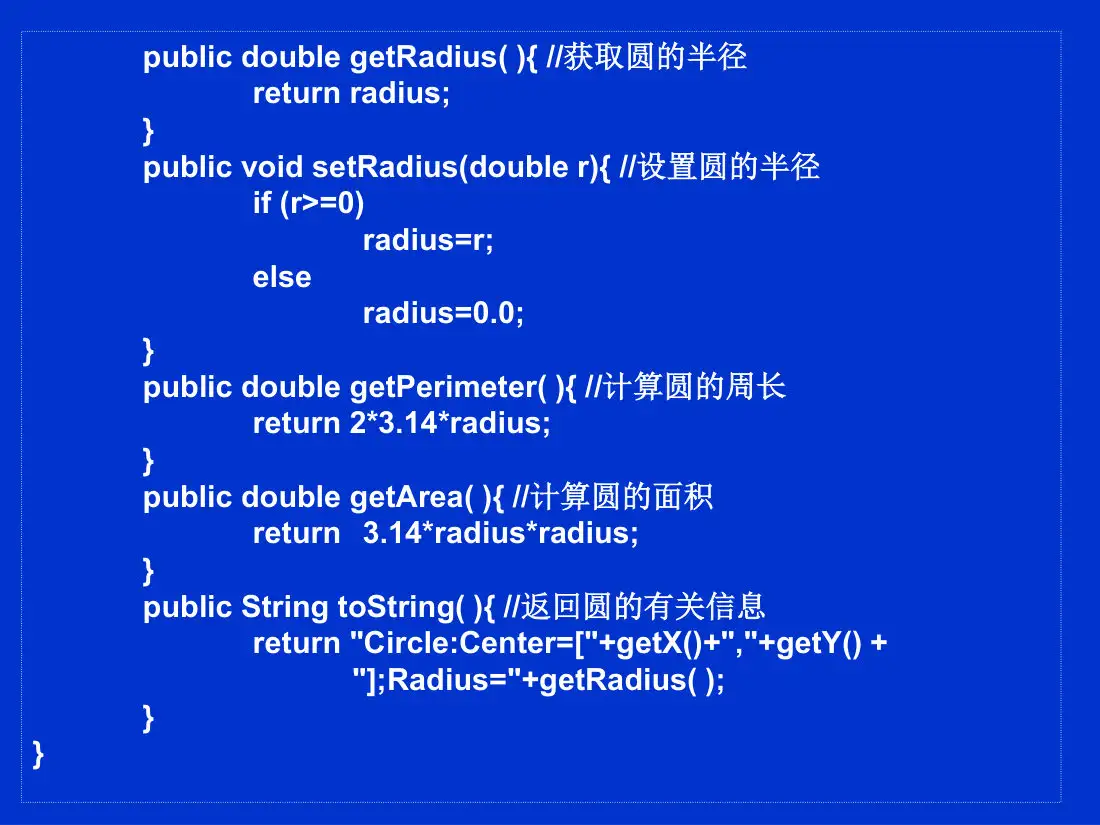 public double getRadius( ){ //获取圆的半径
return radius;
}
public void setRadius(double r){ //设置圆的半径
if (r>=0)
radius=r;
else
radius=0.0;
}
public double getPerimeter( ){ //计算圆的周长
return 2*3.14*radius;
}
public double getArea( ){ //计算圆的面积
return 3.14*radius*radius;
}
public String toString( ){ //返回圆的有关信息
return "Circle:Center=["+getX()+","+getY() +
"];Radius="+getRadius( );
}
}